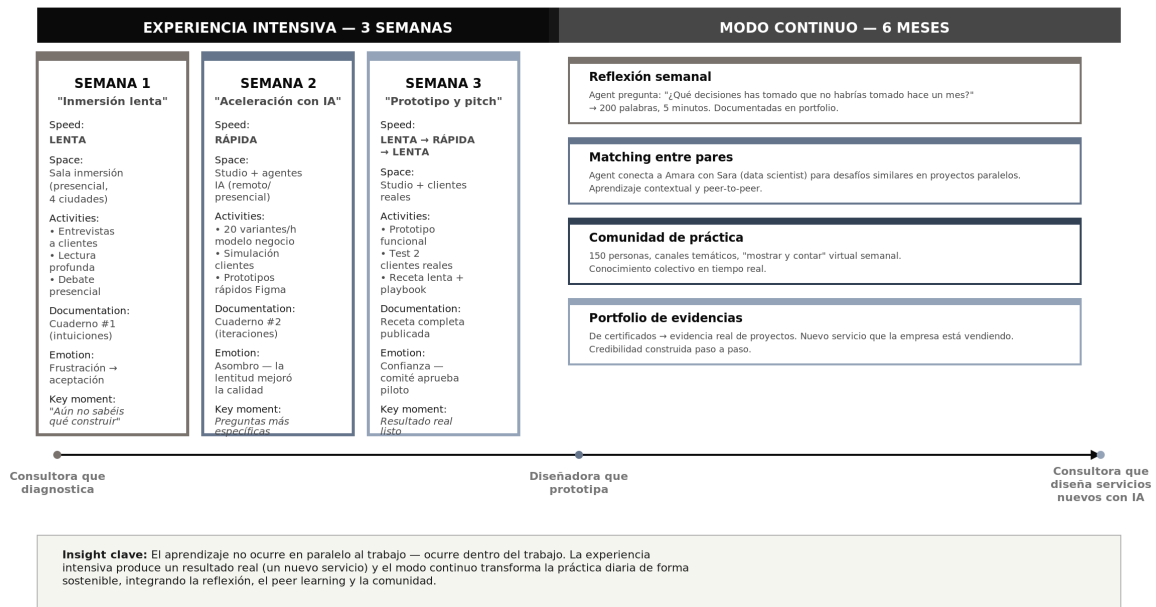 EXPERIENCIA INTENSIVA — 3 SEMANAS
MODO CONTINUO — 6 MESES
SEMANA 1
"Inmersión lenta"
Speed:
LENTA
Space:
Sala inmersión
(presencial,
4 ciudades)
Activities:
• Entrevistas
a clientes
• Lectura
profunda
• Debate
presencial
Documentation:
Cuaderno #1
(intuiciones)
Emotion:
Frustración →
aceptación
Key moment:
"Aún no sabéis
qué construir"
SEMANA 2
"Aceleración con IA"
Speed:
RÁPIDA
Space:
Studio + agentes
IA (remoto/
presencial)
Activities:
• 20 variantes/h
modelo negocio
• Simulación
clientes
• Prototipos
rápidos Figma
Documentation:
Cuaderno #2
(iteraciones)
Emotion:
Asombro — la
lentitud mejoró
la calidad
Key moment:
Preguntas más
específicas
SEMANA 3
"Prototipo y pitch"
Speed:
LENTA → RÁPIDA
→ LENTA
Space:
Studio + clientes
reales
Activities:
• Prototipo
funcional
• Test 2
clientes reales
• Receta lenta +
playbook
Documentation:
Receta completa
publicada
Emotion:
Confianza —
comité aprueba
piloto
Key moment:
Resultado real
listo
Reflexión semanal
Agent pregunta: "¿Qué decisiones has tomado que no habrías tomado hace un mes?"
→ 200 palabras, 5 minutos. Documentadas en portfolio.
Matching entre pares
Agent conecta a Amara con Sara (data scientist) para desafíos similares en proyectos paralelos.
Aprendizaje contextual y peer-to-peer.
Comunidad de práctica
150 personas, canales temáticos, "mostrar y contar" virtual semanal.
Conocimiento colectivo en tiempo real.
Portfolio de evidencias
De certificados → evidencia real de proyectos. Nuevo servicio que la empresa está vendiendo.
Credibilidad construida paso a paso.
Consultora que
diagnostica
Diseñadora que
prototipa
Consultora que
diseña servicios
nuevos con IA
Insight clave: El aprendizaje no ocurre en paralelo al trabajo — ocurre dentro del trabajo. La experiencia
intensiva produce un resultado real (un nuevo servicio) y el modo continuo transforma la práctica diaria de forma
sostenible, integrando la reflexión, el peer learning y la comunidad.